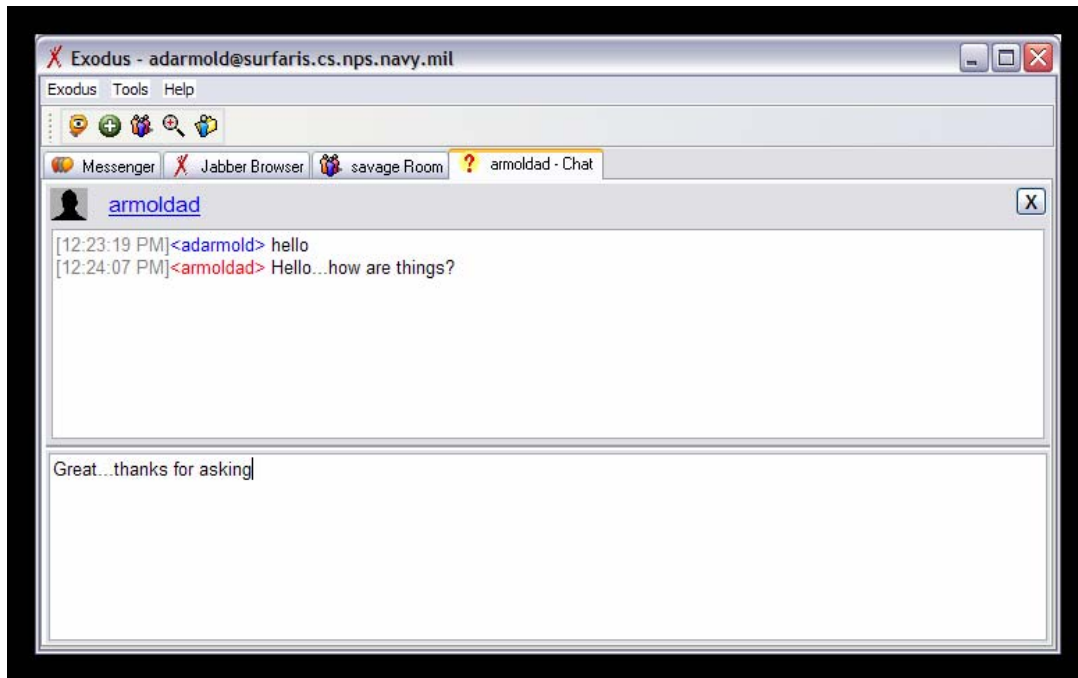 Exodus - adarmold@surfaris.cs.nps.navy.mil
Exodus Tools Help
Messenger Jabber Browser savage Room armoldad - Chat
armoldad X
[12:23:19 PM]<adarmold> hello
[12:24:07 PM]<armoldad> Hello...how are things?
Great...thanks for asking